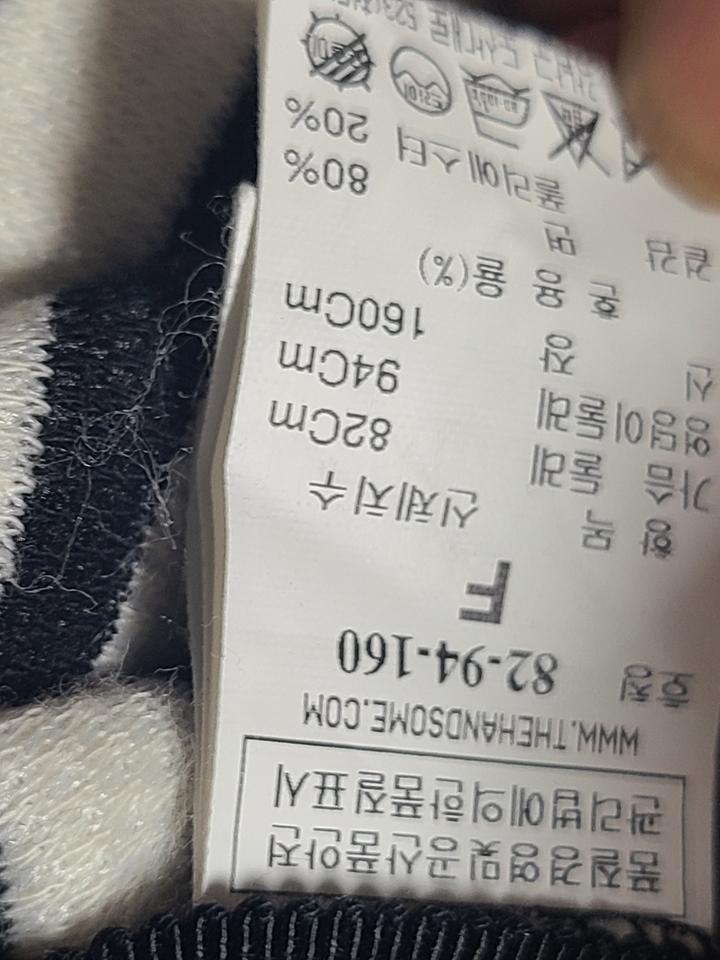 품질경영및공산품안전
관리법에의한품질표시
WWW.THEHANDSOME.COM
호칭 82-94-160
F
항 목 신체치수
가슴 둘레 82Cm
엉덩이둘레 94Cm
신 장 160Cm
혼 용 율(%)
겉감 면 80%
폴리에스터 20%